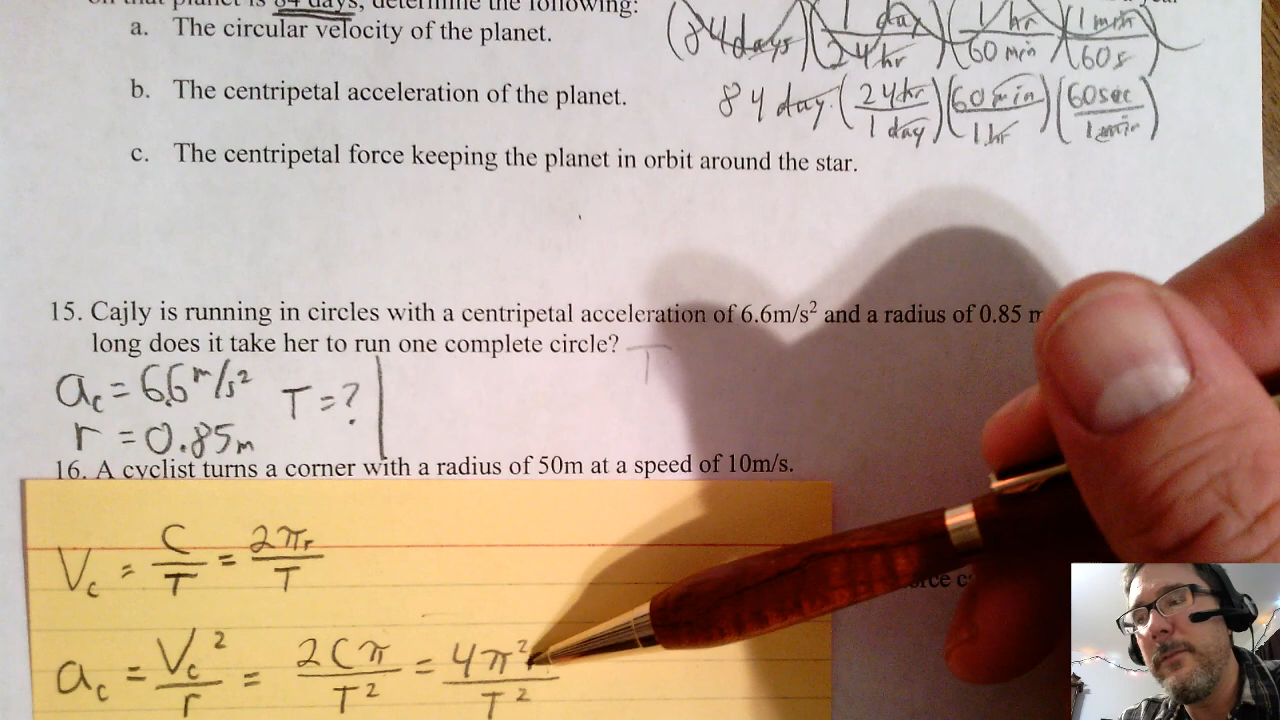 on that planet is 84 days, determine the following:
a. The circular velocity of the planet.
(84 days)(1 day/24 hr)(1 hr/60 min)(1 min/60s)
b. The centripetal acceleration of the planet.
84 day (24 hr/1 day)(60 min/1 hr)(60 sec/1 min)
c. The centripetal force keeping the planet in orbit around the star.
15. Cajly is running in circles with a centripetal acceleration of 6.6m/s² and a radius of 0.85 m
long does it take her to run one complete circle? T
a_c = 6.6 m/s² T = ?
r = 0.85m
16. A cyclist turns a corner with a radius of 50m at a speed of 10m/s.
V_c = C/T = 2πr/T
a_c = V_c²/r = 2Cπ/T² = 4π²r/T²